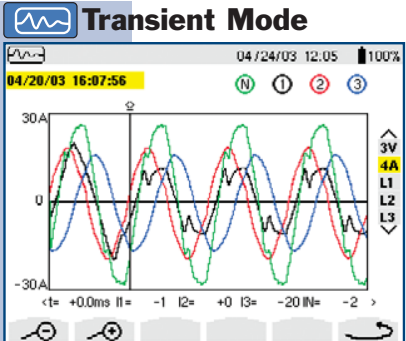 Transient Mode
04/24/03 12:05 100%
04/20/03 16:07:56 N 1 2 3
30A
3V
4A
L1
0
L2
L3
-30A
<t= +0.0ms I1= -1 I2= +0 I3= -20 IN= -2 >